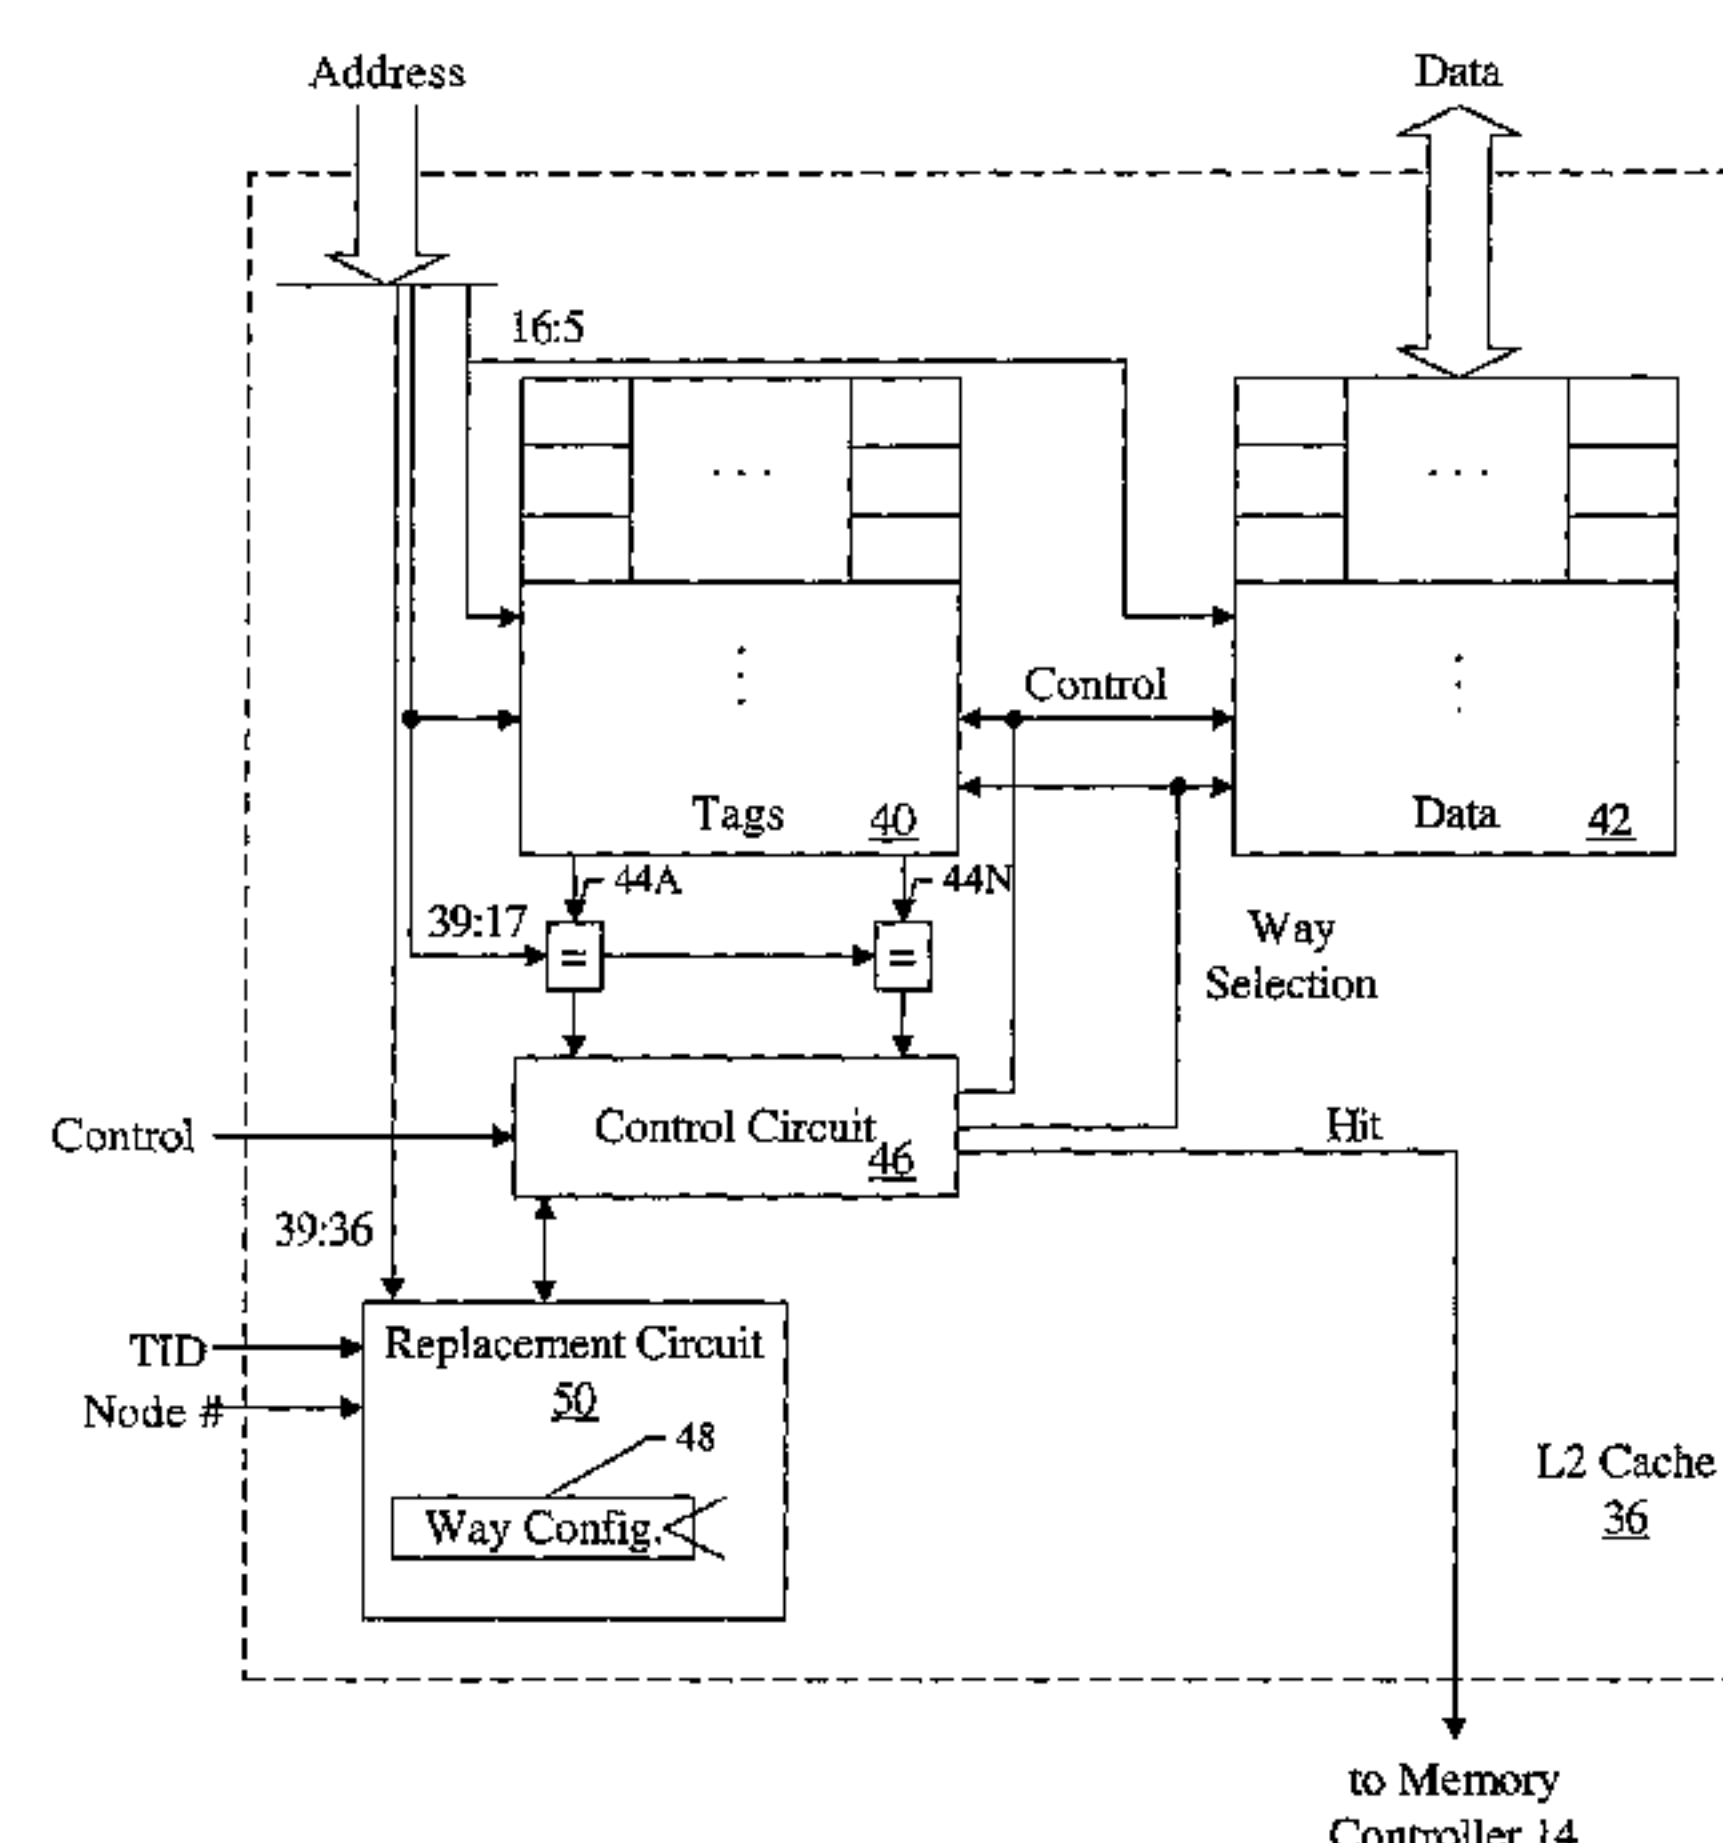 Address
Data
16:5
Control
Tags
40
Data
42
44A
44N
39:17
Way
Selection
Control
Control Circuit
46
Hit
39:36
TID
Replacement Circuit
50
Node #
48
Way Config.
L2 Cache
36
to Memory
Controller 14